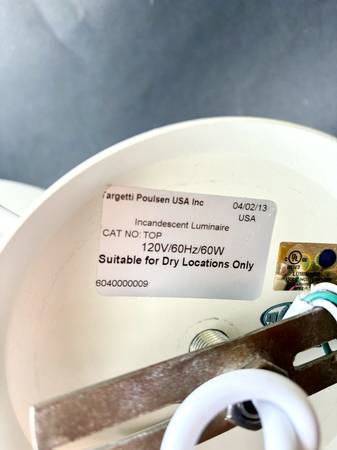 Targetti Poulsen USA Inc 04/02/13
USA
Incandescent Luminaire
CAT NO: TOP
120V/60Hz/60W
Suitable for Dry Locations Only
6040000009
UL